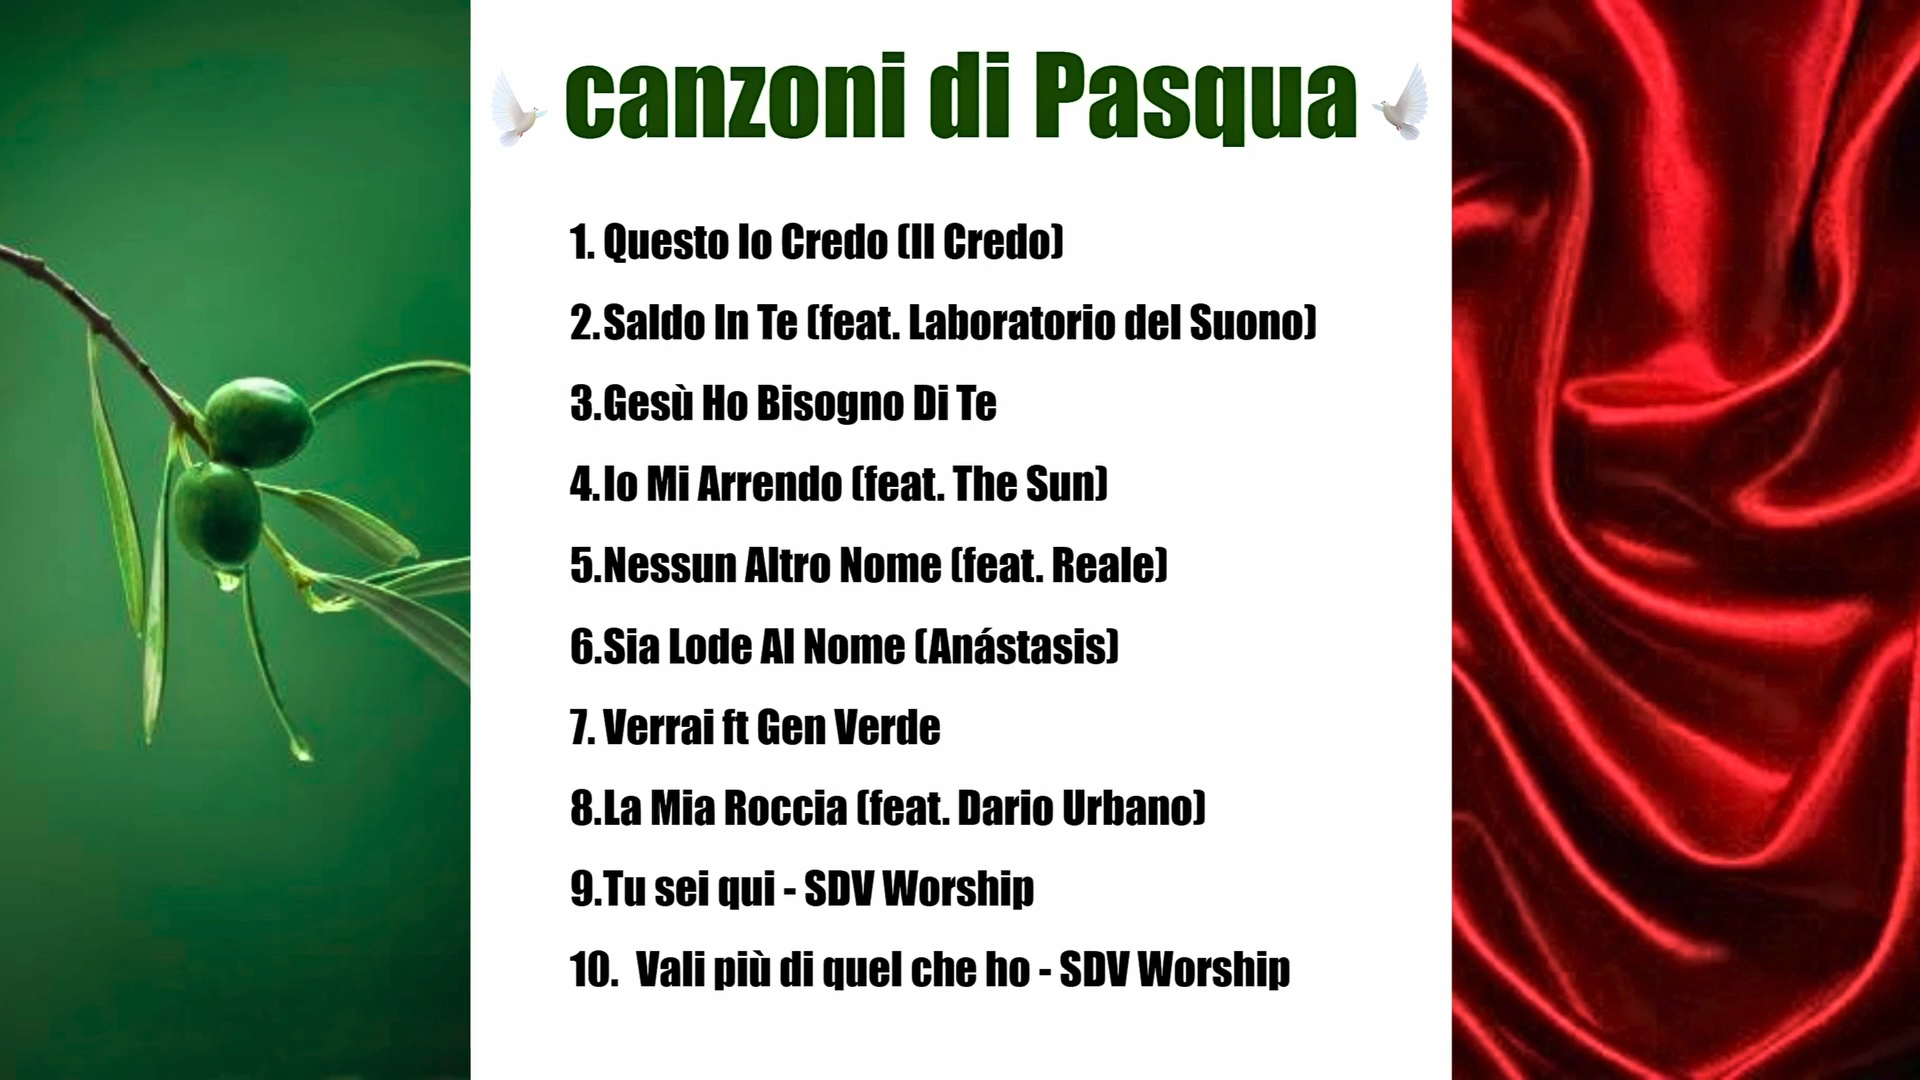 canzoni di Pasqua
1. Questo Io Credo (Il Credo)
2.Saldo In Te (feat. Laboratorio del Suono)
3.Gesù Ho Bisogno Di Te
4.Io Mi Arrendo (feat. The Sun)
5.Nessun Altro Nome (feat. Reale)
6.Sia Lode Al Nome (Anástasis)
7. Verrai ft Gen Verde
8.La Mia Roccia (feat. Dario Urbano)
9.Tu sei qui - SDV Worship
10. Vali più di quel che ho - SDV Worship